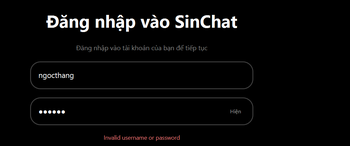 Đăng nhập vào SinChat
Đăng nhập vào tài khoản của bạn để tiếp tục
ngocthang
●●●●●●
Hiện
Invalid username or password